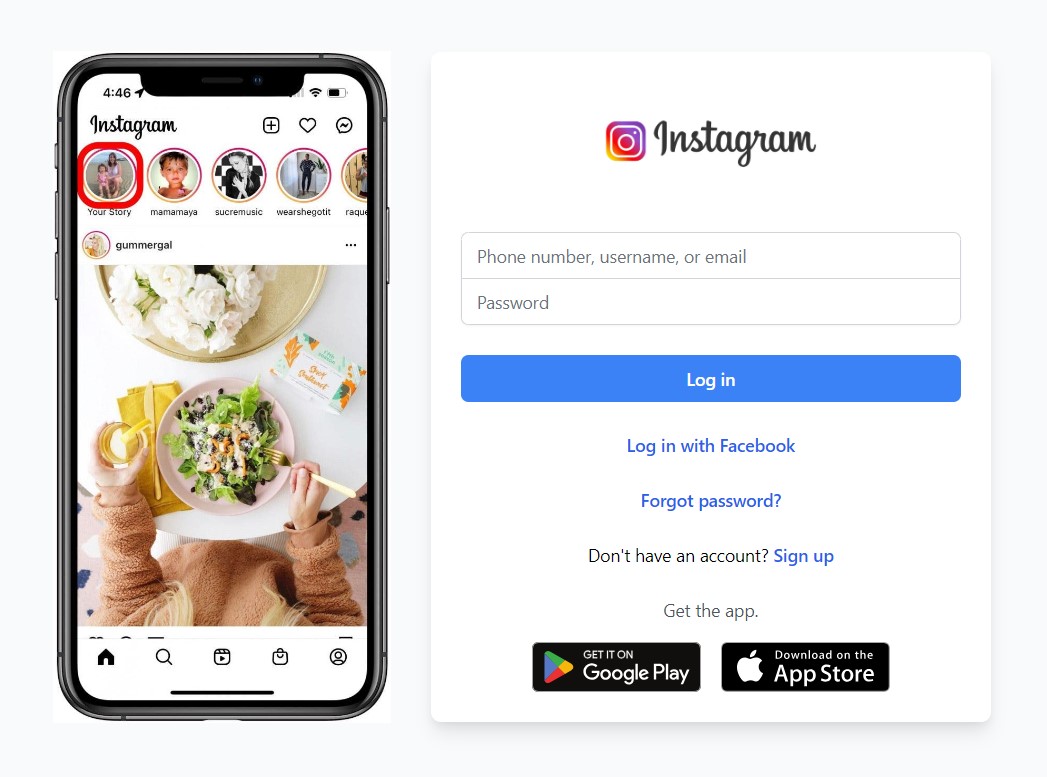 4:46
Instagram
Your Story
mamamaya
sucremusic
wearshegotit
raque
gummergal
Instagram
Phone number, username, or email
Password
Log in
Log in with Facebook
Forgot password?
Don't have an account? Sign up
Get the app.
GET IT ON
Google Play
Download on the
App Store